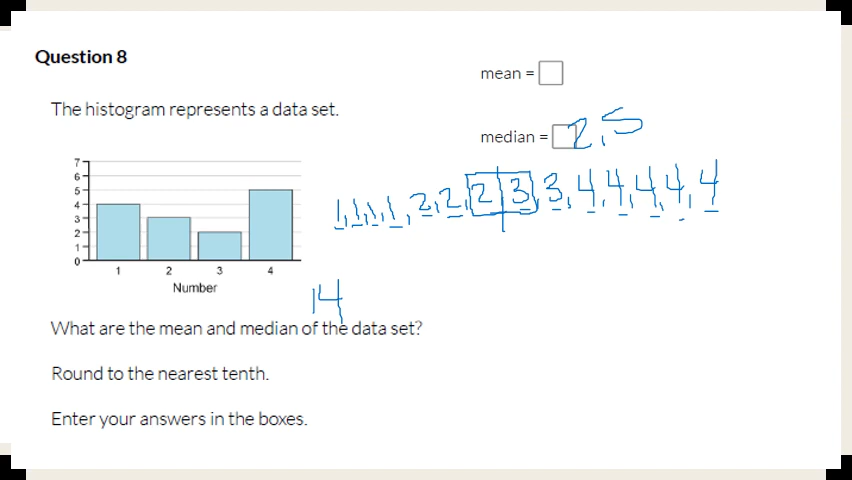 Question 8
mean =
The histogram represents a data set.
median = 2.5
7
6
5
4
3
2
1
0
1 2 3 4
Number
1, 1, 1, 1, 2, 2, 2 3, 3, 4, 4, 4, 4, 4
14
What are the mean and median of the data set?
Round to the nearest tenth.
Enter your answers in the boxes.